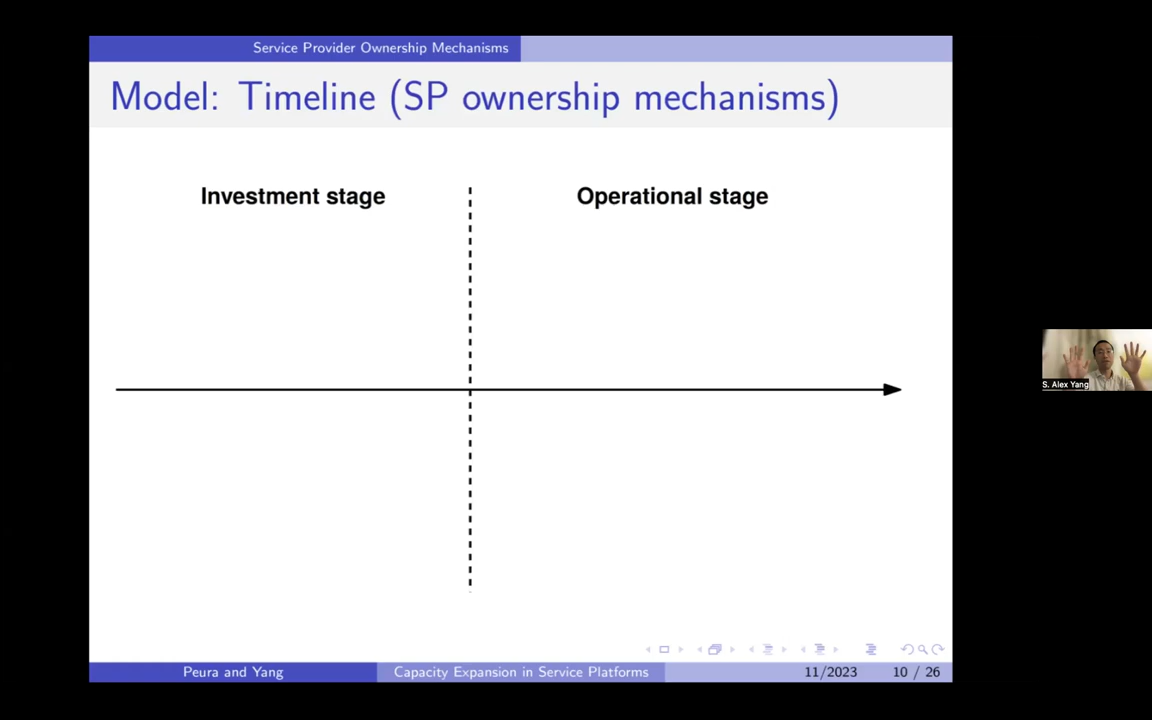 Service Provider Ownership Mechanisms
Model: Timeline (SP ownership mechanisms)
Investment stage
Operational stage
S. Alex Yang
Peura and Yang
Capacity Expansion in Service Platforms
11/2023
10 / 26